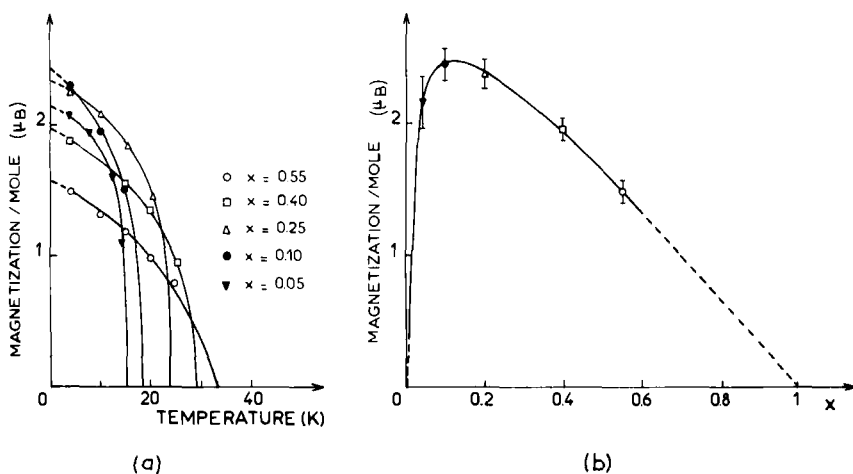 MAGNETIZATION / MOLE (μB)
2
1
0
20
40
TEMPERATURE (K)
○ x = 0.55
□ x = 0.40
△ x = 0.25
● x = 0.10
▼ x = 0.05
(a)
MAGNETIZATION / MOLE (μB)
2
1
0
0.2
0.4
0.6
0.8
1
x
(b)